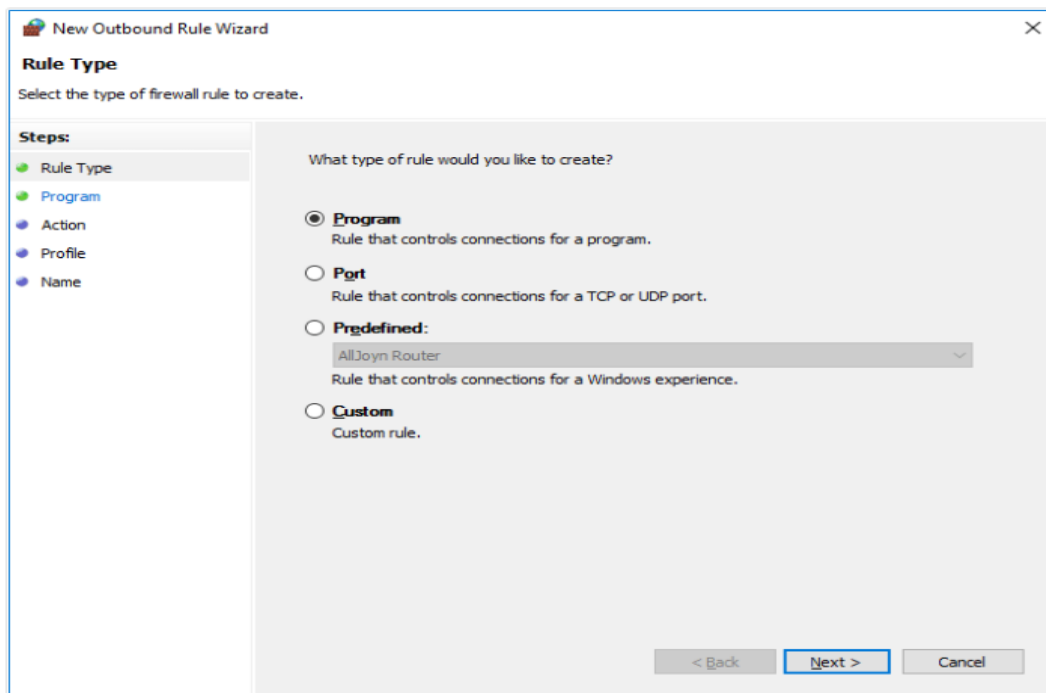 New Outbound Rule Wizard
Rule Type
Select the type of firewall rule to create.
Steps:
Rule Type
Program
Action
Profile
Name
What type of rule would you like to create?
Program
Rule that controls connections for a program.
Port
Rule that controls connections for a TCP or UDP port.
Predefined:
AllJoyn Router
Rule that controls connections for a Windows experience.
Custom
Custom rule.
< Back Next > Cancel